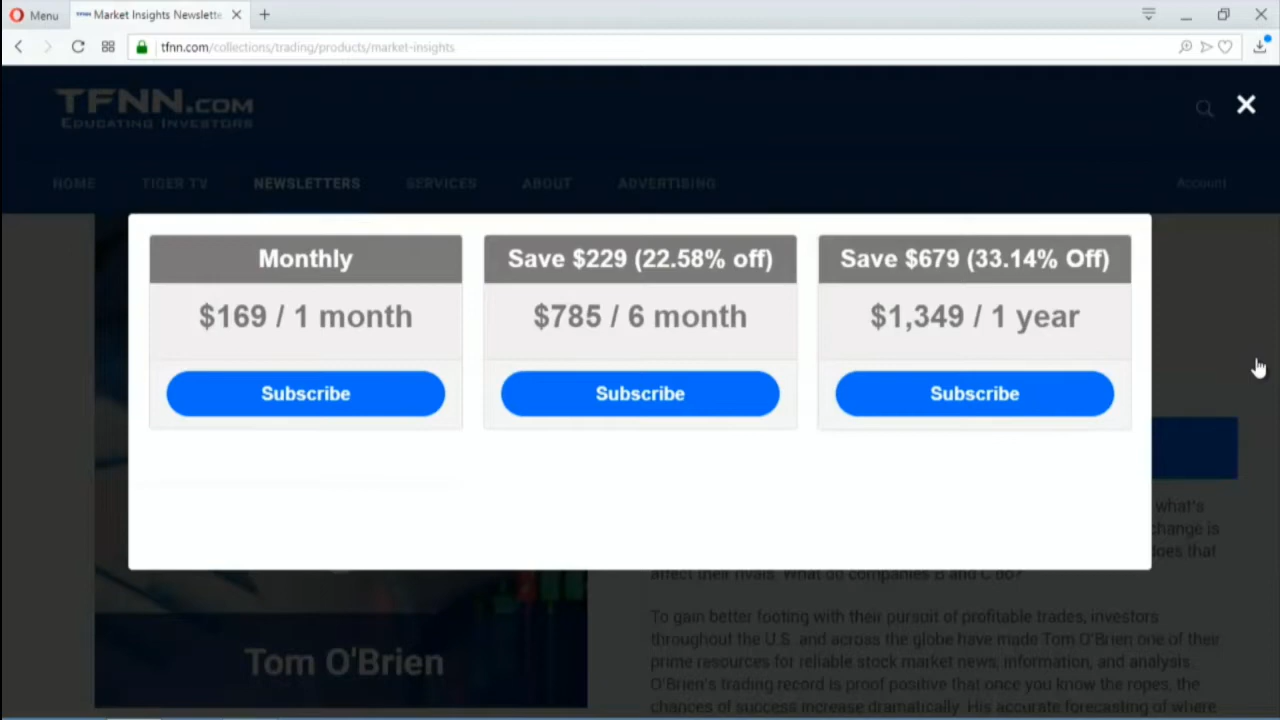 Menu
Market Insights Newslette
tfnn.com/collections/trading/products/market-insights
TFNN.COM
EDUCATING INVESTORS
HOME TIGER TV NEWSLETTERS SERVICES ABOUT ADVERTISING Account
Monthly
$169 / 1 month
Subscribe
Save $229 (22.58% off)
$785 / 6 month
Subscribe
Save $679 (33.14% Off)
$1,349 / 1 year
Subscribe
what's
change is
does that
affect their rivals. What do companies B and C do?
To gain better footing with their pursuit of profitable trades, investors
throughout the U.S. and across the globe have made Tom O'Brien one of their
prime resources for reliable stock market news, information, and analysis.
O'Brien's trading record is proof positive that once you know the ropes, the
chances of success increase dramatically. His accurate forecasting of where
Tom O'Brien